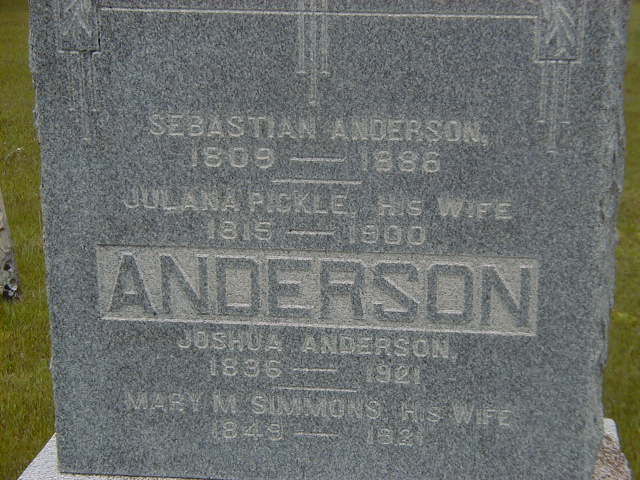 SEBASTIAN ANDERSON,
1809 — 1886
JULANA PICKLE, HIS WIFE
1815 — 1900
ANDERSON
JOSHUA ANDERSON,
1836 — 1921
MARY M. SIMMONS, HIS WIFE
1849 — 1921